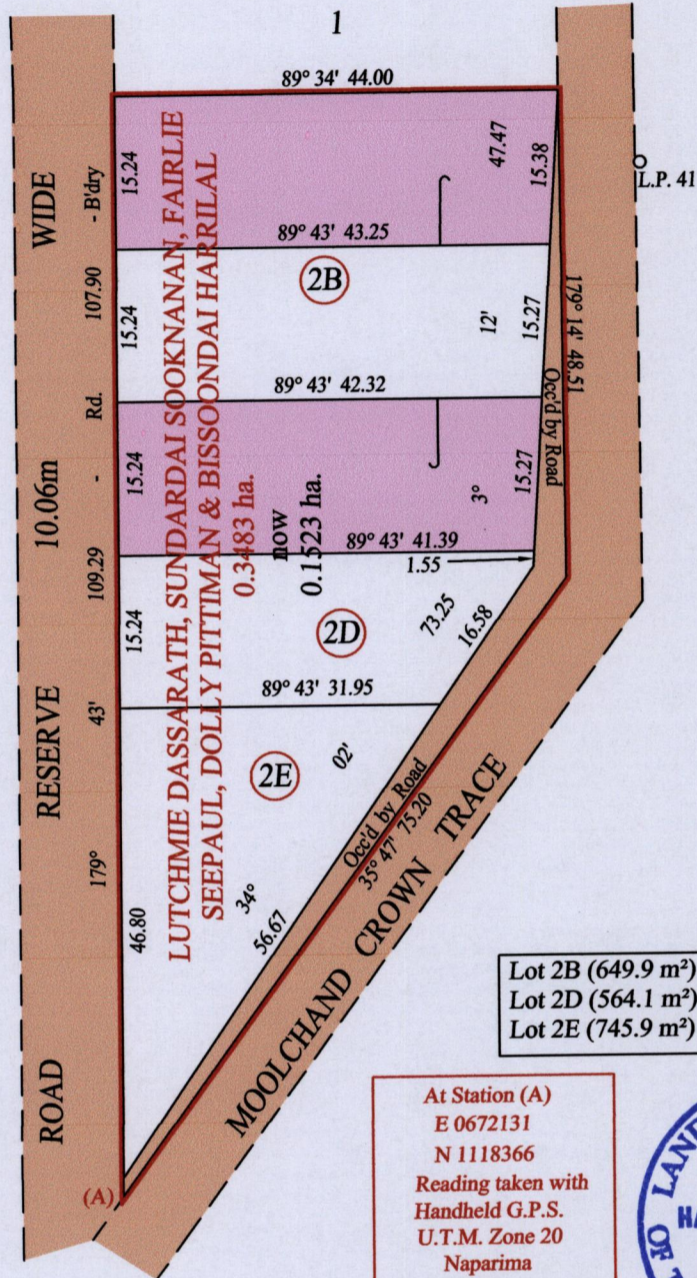 1
89° 34' 44.00
15.24
47.47
15.38
L.P. 41
89° 43' 43.25
2B
15.24
12'
15.27
179° 14' 48.51
Occ'd by Road
89° 43' 42.32
15.24
3°
15.27
89° 43' 41.39
1.55
15.24
2D
73.25
16.58
89° 43' 31.95
2E
02'
34°
56.67
46.80
Occ'd by Road
35° 47' 75.20
LUTCHMIE DASSARATH, SUNDARDAI SOOKNANAN, FAIRLIE
SEEPAUL, DOLLY PITTIMAN & BISSOONDAI HARRILAL
0.3483 ha.
now
0.1523 ha.
ROAD RESERVE 10.06m WIDE
179° 43' 109.29 - Rd. 107.90 - B'dry
MOOLCHAND CROWN TRACE
(A)
Lot 2B (649.9 m²)
Lot 2D (564.1 m²)
Lot 2E (745.9 m²)
At Station (A)
E 0672131
N 1118366
Reading taken with
Handheld G.P.S.
U.T.M. Zone 20
Naparima
OF LAND